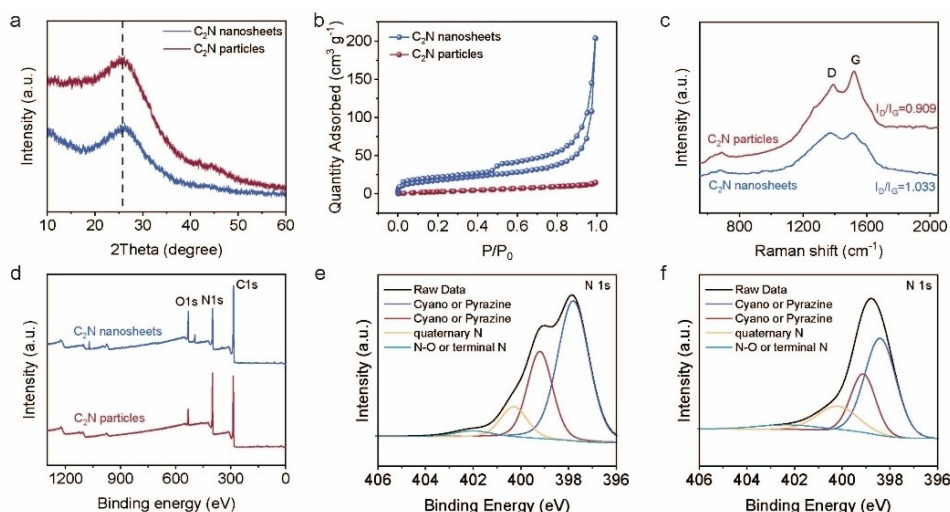 a
C₂N nanosheets
C₂N particles
Intensity (a.u.)
10 20 30 40 50 60
2Theta (degree)
b
C₂N nanosheets
C₂N particles
Quantity Adsorbed (cm³ g⁻¹)
200
150
100
50
25
0
0.0 0.2 0.4 0.6 0.8 1.0
P/P₀
c
D G
I_D/I_G=0.909
C₂N particles
C₂N nanosheets
I_D/I_G=1.033
Intensity (a.u.)
800 1200 1600 2000
Raman shift (cm⁻¹)
d
C1s
O1s N1s
C₂N nanosheets
C₂N particles
Intensity (a.u.)
1200 900 600 300 0
Binding energy (eV)
e
N 1s
Raw Data
Cyano or Pyrazine
Cyano or Pyrazine
quaternary N
N-O or terminal N
Intensity (a.u.)
406 404 402 400 398 396
Binding Energy (eV)
f
N 1s
Raw Data
Cyano or Pyrazine
Cyano or Pyrazine
quaternary N
N-O or terminal N
Intensity (a.u.)
406 404 402 400 398 396
Binding Energy (eV)